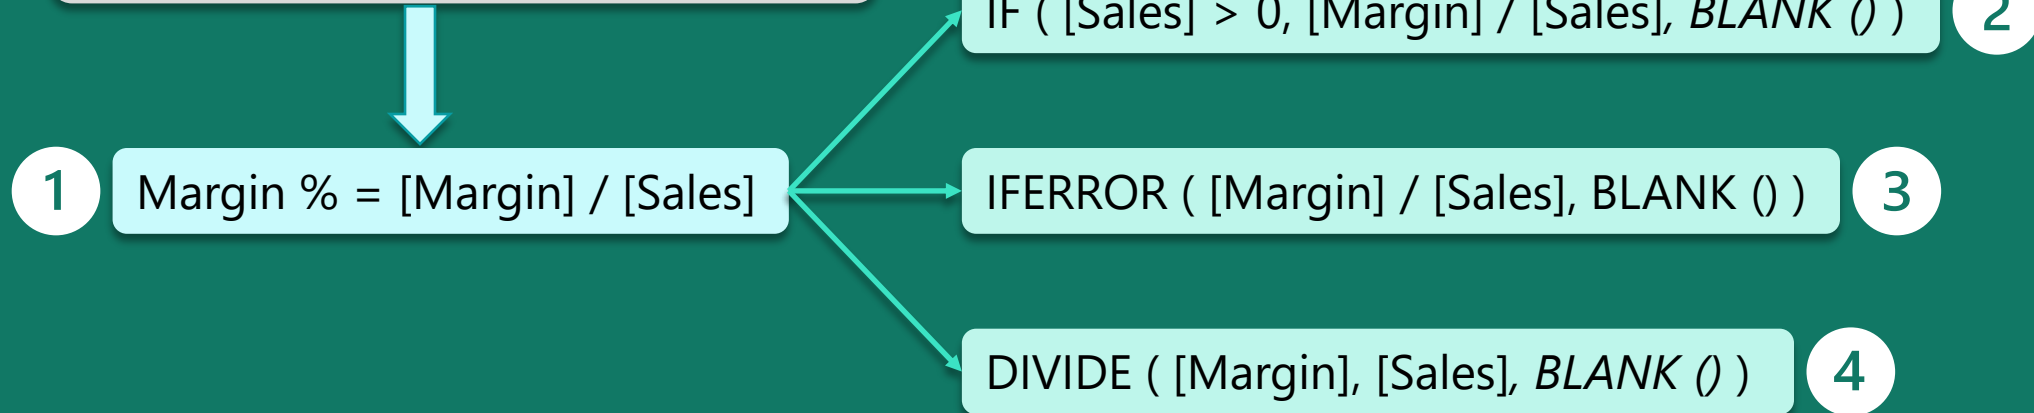 IF ( [Sales] > 0, [Margin] / [Sales], BLANK () )
2
1
Margin % = [Margin] / [Sales]
IFERROR ( [Margin] / [Sales], BLANK () )
3
DIVIDE ( [Margin], [Sales], BLANK () )
4